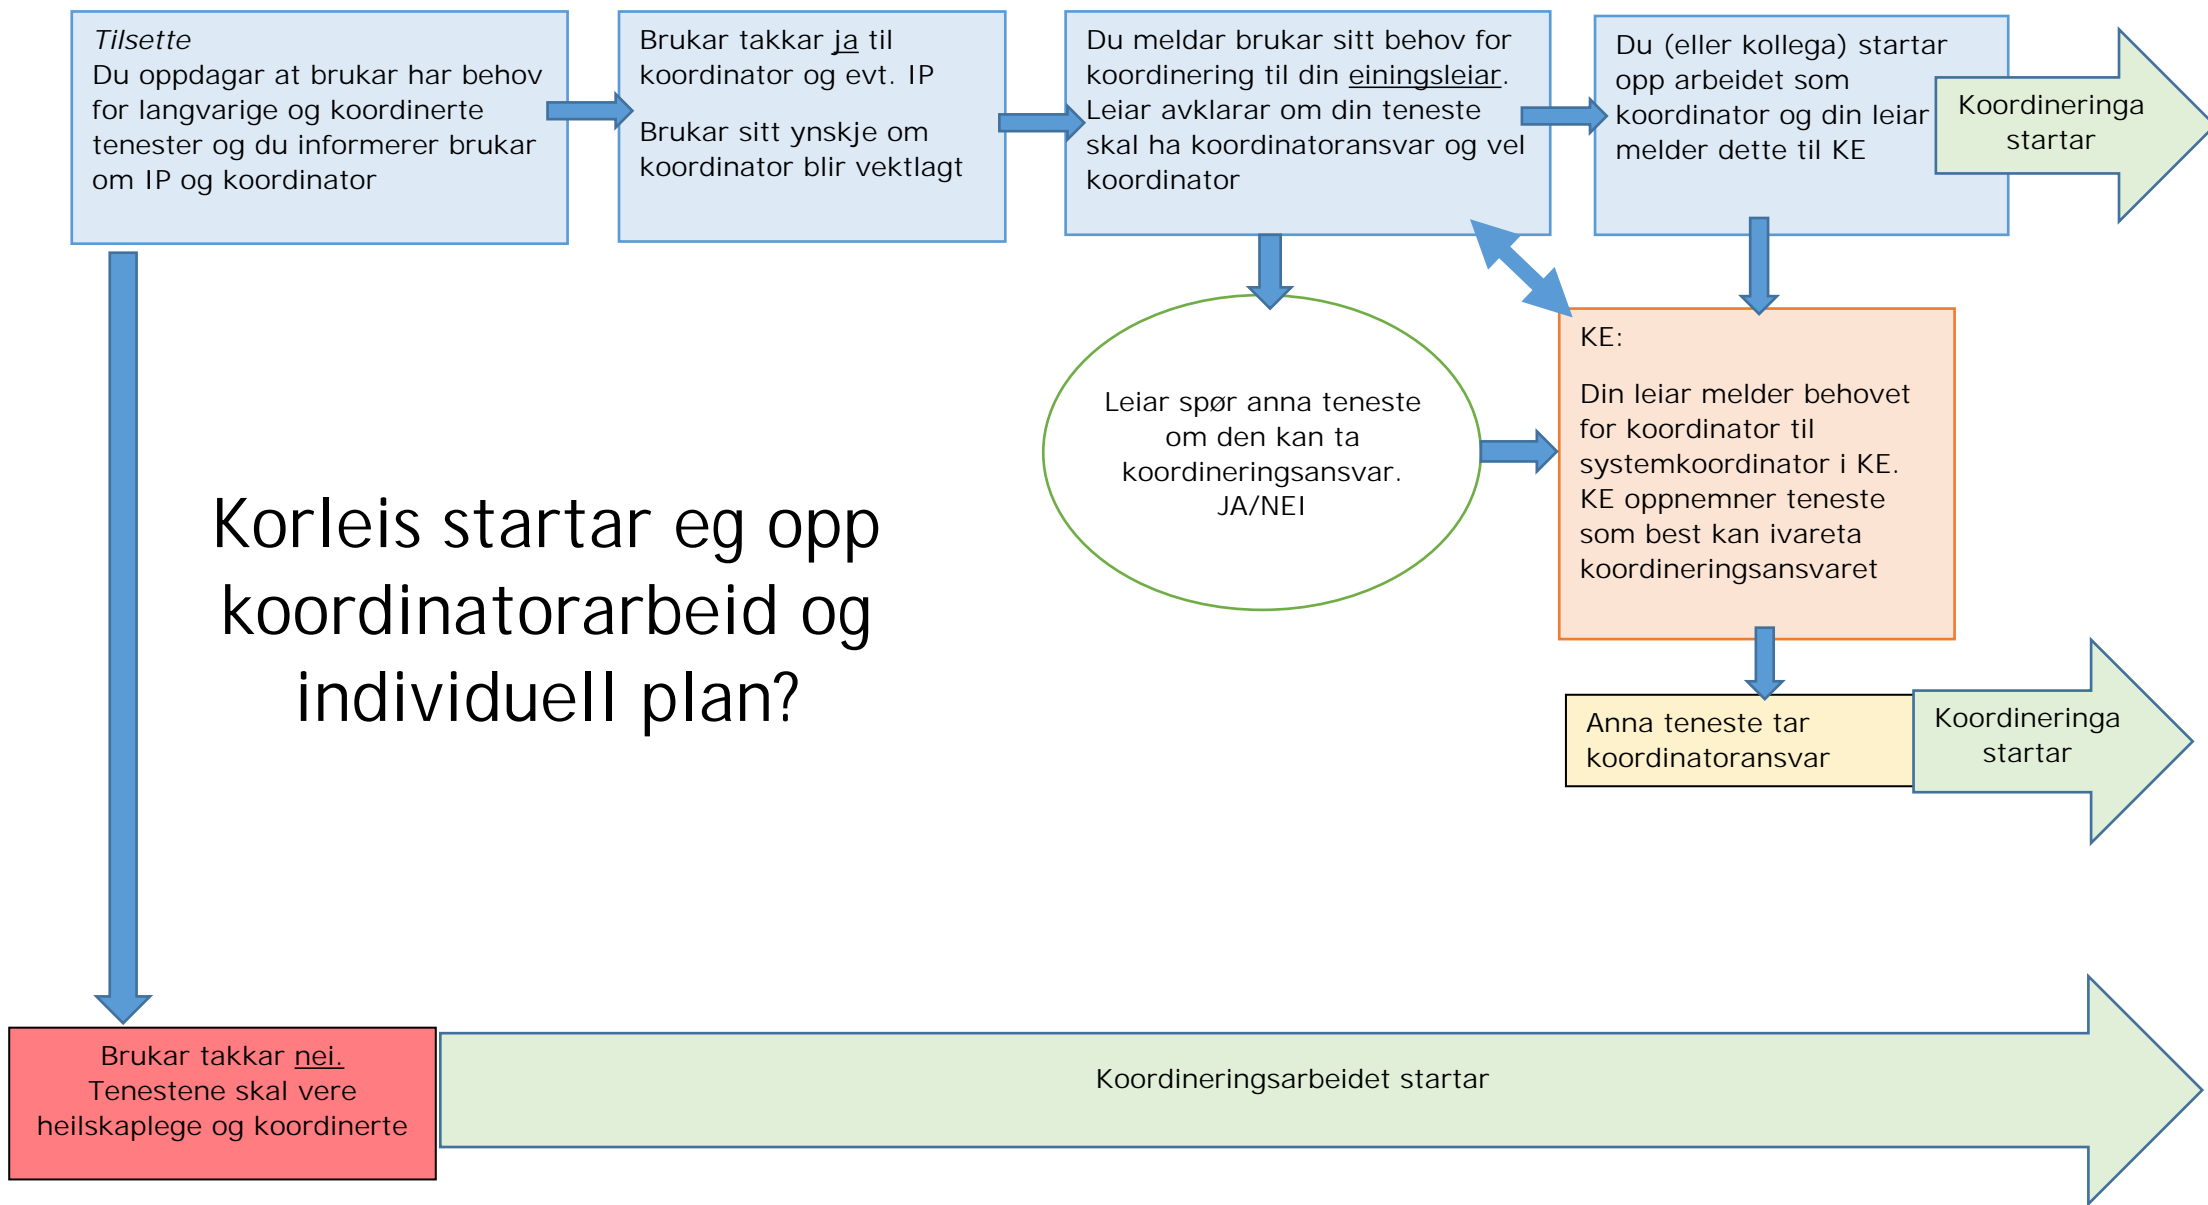 Tilsette
Du oppdagar at brukar har behov
for langvarige og koordinerte
tenester og du informerer brukar
om IP og koordinator
Brukar takkar ja til
koordinator og evt. IP
Brukar sitt ynskje om
koordinator blir vektlagt
Du meldar brukar sitt behov for
koordinering til din einingsleiar.
Leiar avklarar om din teneste
skal ha koordinatoransvar og vel
koordinator
Du (eller kollega) startar
opp arbeidet som
koordinator og din leiar
melder dette til KE
Koordineringa
startar
Leiar spør anna teneste
om den kan ta
koordineringsansvar.
JA/NEI
KE:
Din leiar melder behovet
for koordinator til
systemkoordinator i KE.
KE oppnemner teneste
som best kan ivareta
koordineringsansvaret
Korleis startar eg opp
koordinatorarbeid og
individuell plan?
Anna teneste tar
koordinatoransvar
Koordineringa
startar
Brukar takkar nei.
Tenestene skal vere
heilskaplege og koordinerte
Koordineringsarbeidet startar